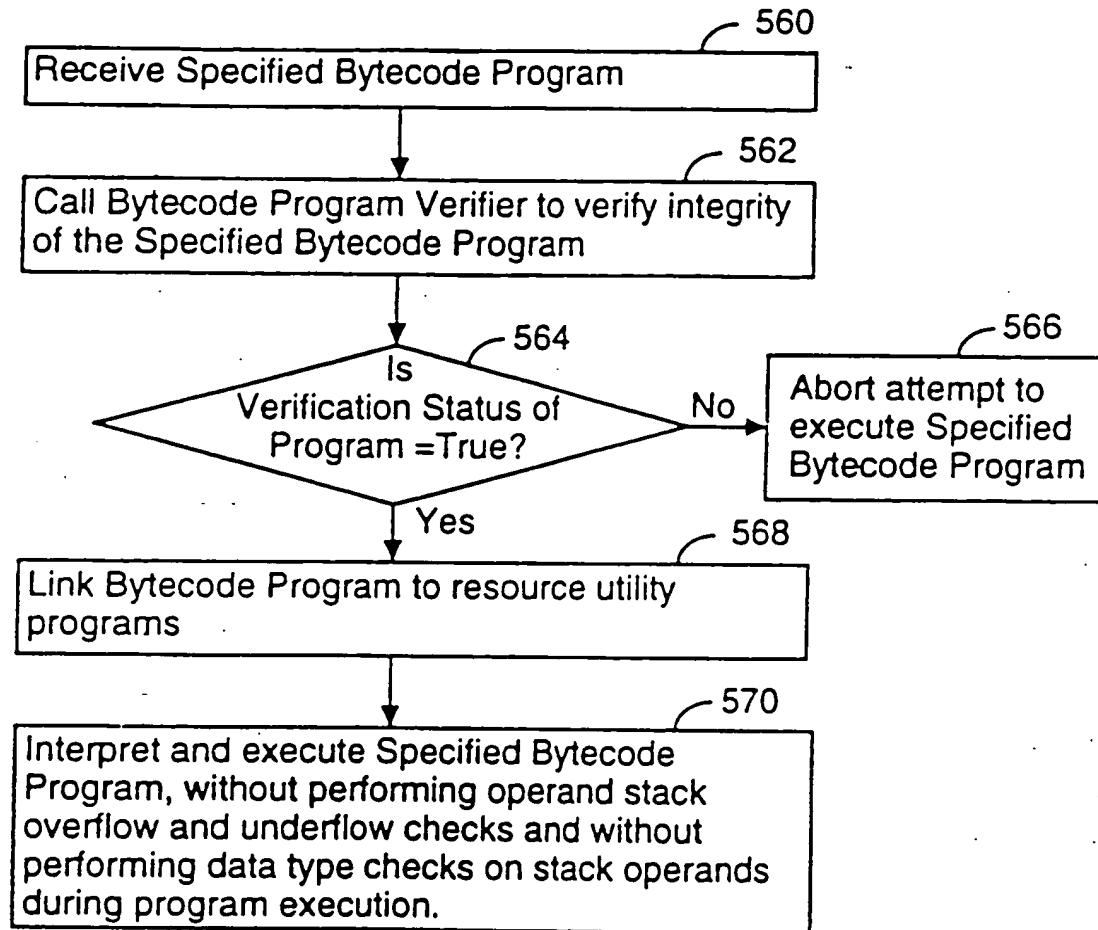 560
Receive Specified Bytecode Program
562
Call Bytecode Program Verifier to verify integrity
of the Specified Bytecode Program
564
Is
Verification Status of
Program =True?
No
566
Abort attempt to
execute Specified
Bytecode Program
Yes
568
Link Bytecode Program to resource utility
programs
570
Interpret and execute Specified Bytecode
Program, without performing operand stack
overflow and underflow checks and without
performing data type checks on stack operands
during program execution.